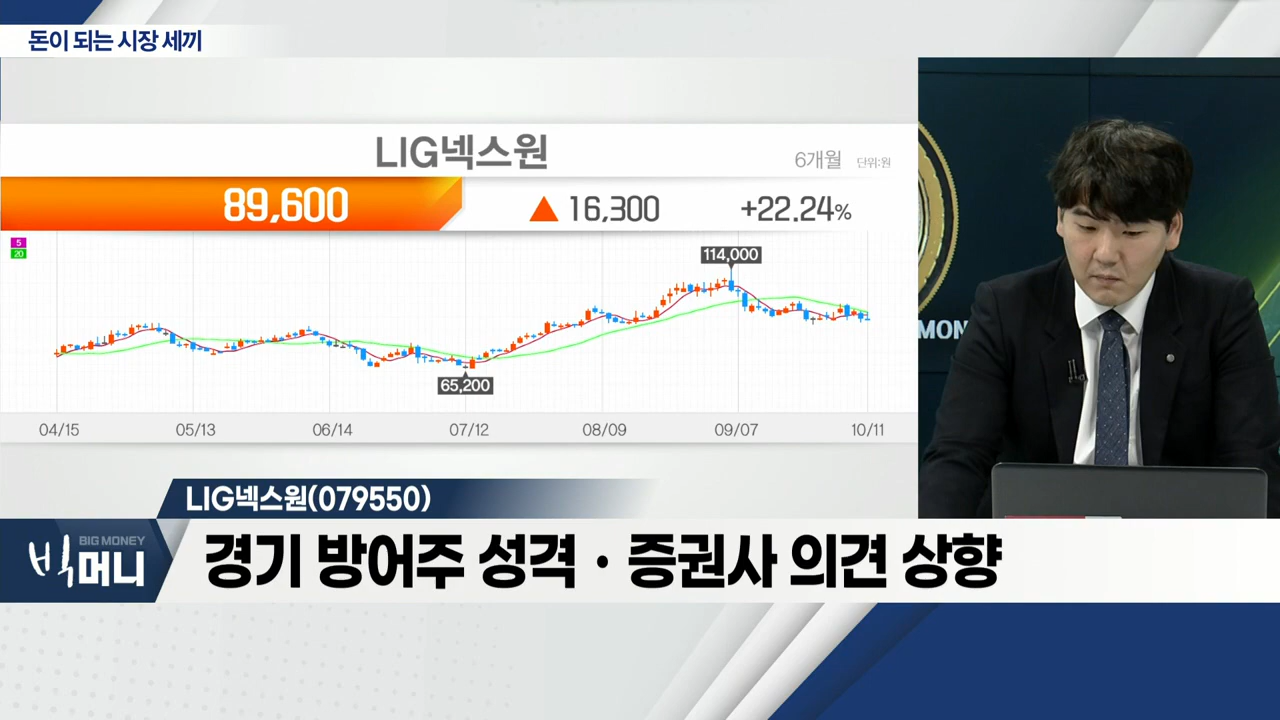 돈이 되는 시장 세끼
LIG넥스원
6개월 단위:원
89,600 ▲ 16,300 +22.24%
5
20
114,000
65,200
04/15 05/13 06/14 07/12 08/09 09/07 10/11
MON
LIG넥스원(079550)
BIG MONEY
빅머니
경기 방어주 성격 · 증권사 의견 상향